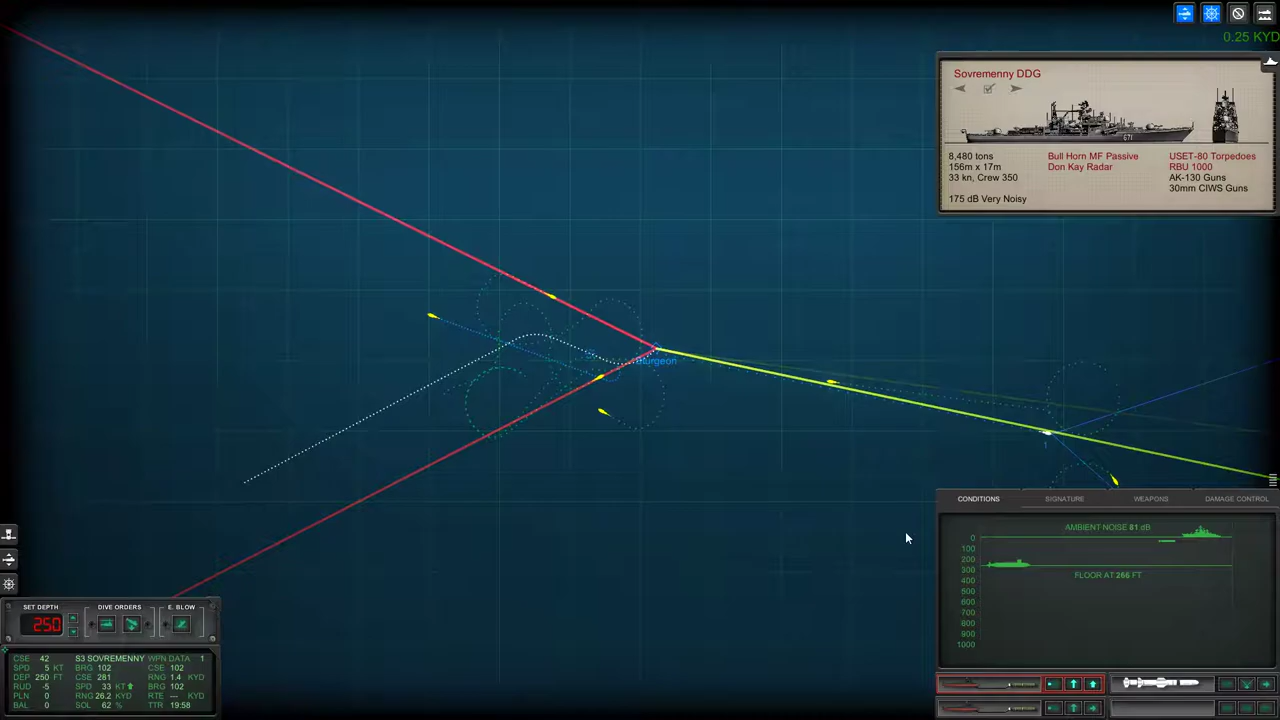 0.25 KYD
Sovremenny DDG
671
8,480 tons
156m x 17m
33 kn, Crew 350
175 dB Very Noisy
Bull Horn MF Passive
Don Kay Radar
USET-80 Torpedoes
RBU 1000
AK-130 Guns
30mm CIWS Guns
Sturgeon
1
CONDITIONS SIGNATURE WEAPONS DAMAGE CONTROL
AMBIENT NOISE 81 dB
0
100
200
300
400
500
600
700
800
900
1000
FLOOR AT 266 FT
SET DEPTH DIVE ORDERS E. BLOW
250
CSE 42 S3 SOVREMENNY WPN DATA 1
SPD 5 KT BRG 102 CSE 102
DEP 250 FT CSE 281 RNG 1.4 KYD
RUD -5 SPD 33 KT BRG 102
PLN 0 RNG 26.2 KYD RTE --- KYD
BAL 0 SOL 62 % TTR 19:58